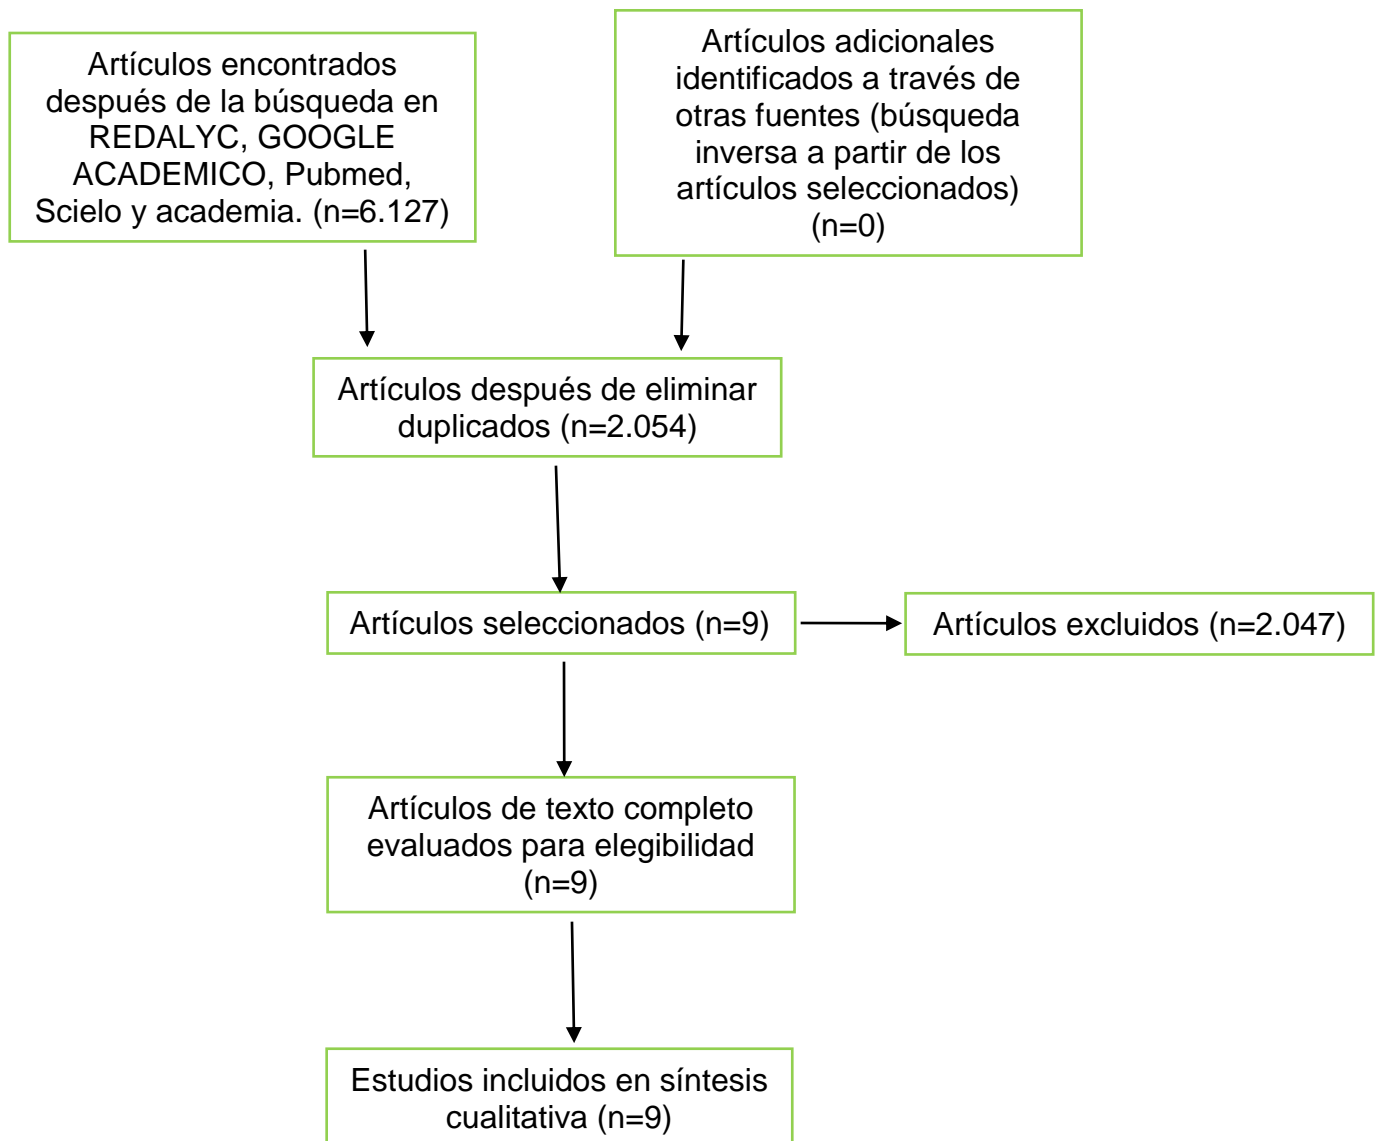 Artículos encontrados
después de la búsqueda en
REDALYC, GOOGLE
ACADEMICO, Pubmed,
Scielo y academia. (n=6.127)
Artículos adicionales
identificados a través de
otras fuentes (búsqueda
inversa a partir de los
artículos seleccionados)
(n=0)
Artículos después de eliminar
duplicados (n=2.054)
Artículos seleccionados (n=9)
Artículos excluidos (n=2.047)
Artículos de texto completo
evaluados para elegibilidad
(n=9)
Estudios incluidos en síntesis
cualitativa (n=9)